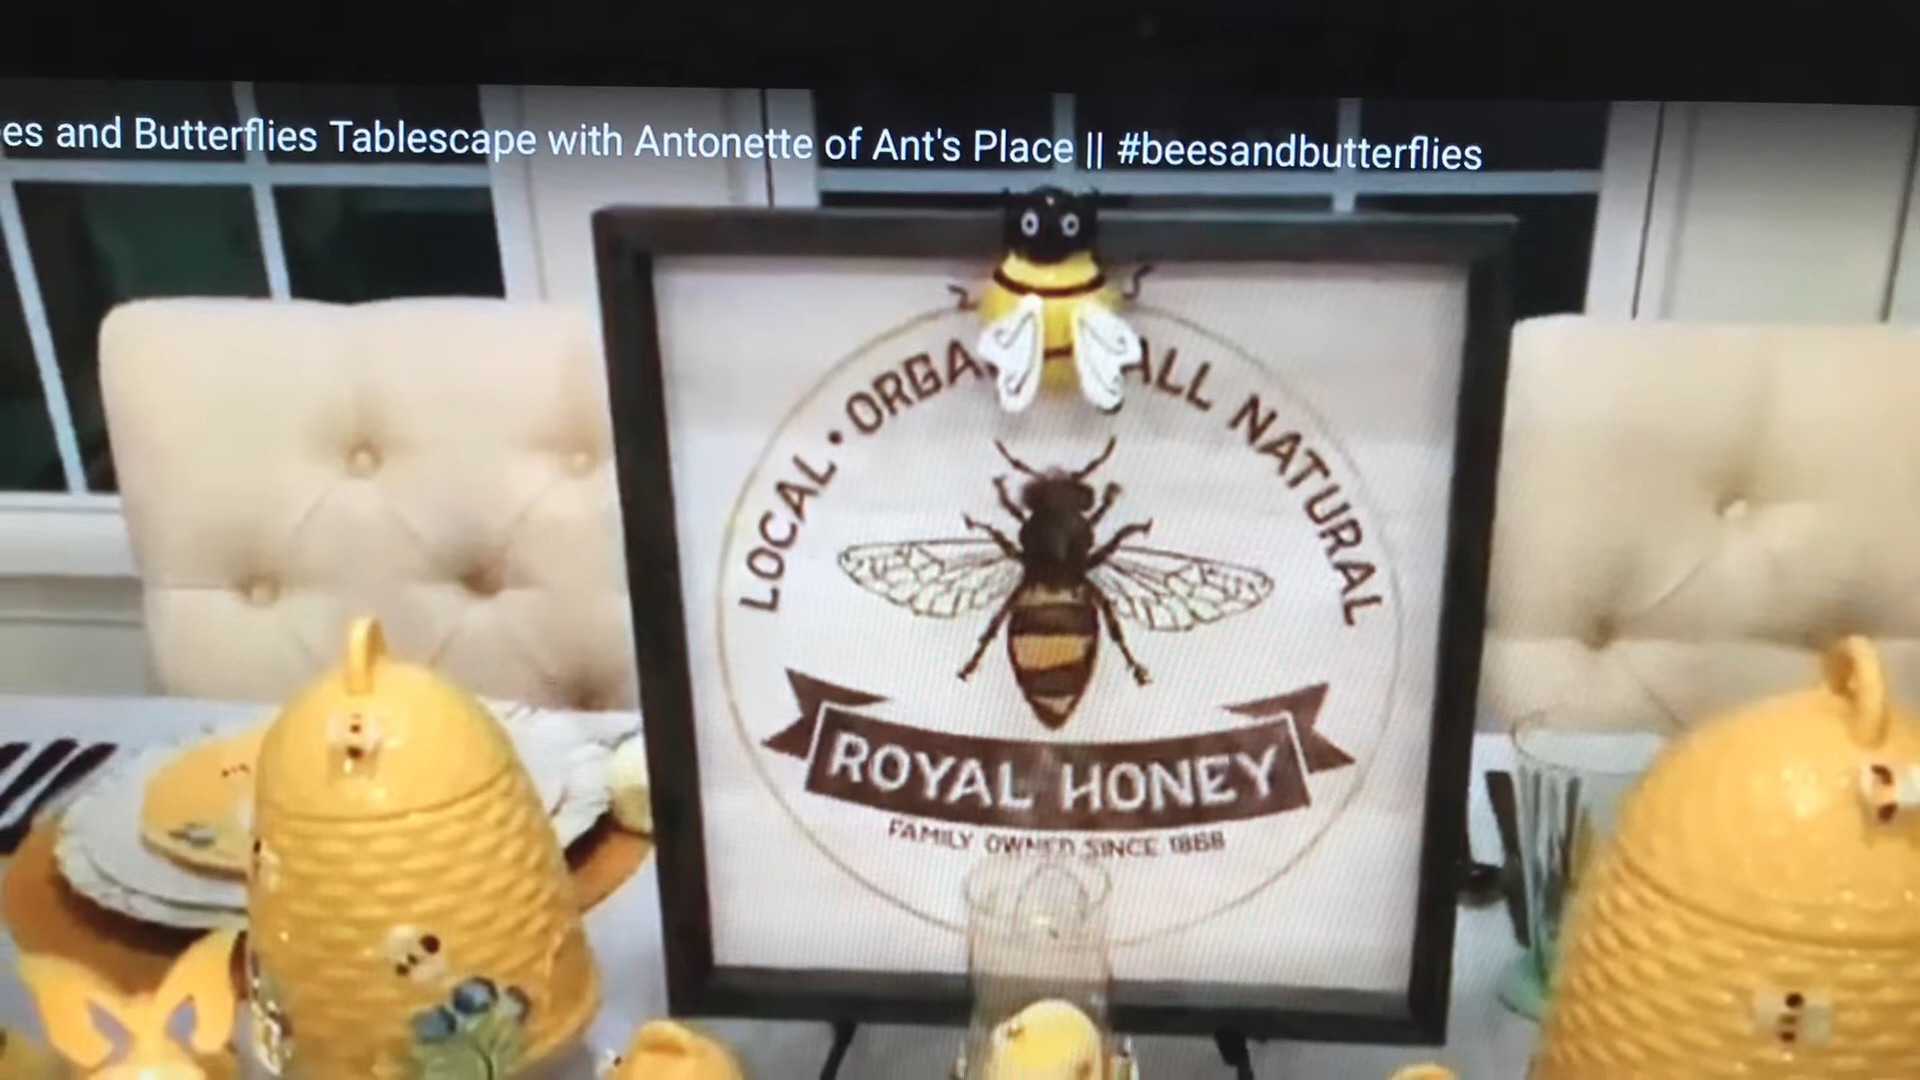 es and Butterflies Tablescape with Antonette of Ant's Place || #beesandbutterflies
LOCAL • ORGA ALL NATURAL
ROYAL HONEY
FAMILY OWNED SINCE 1868